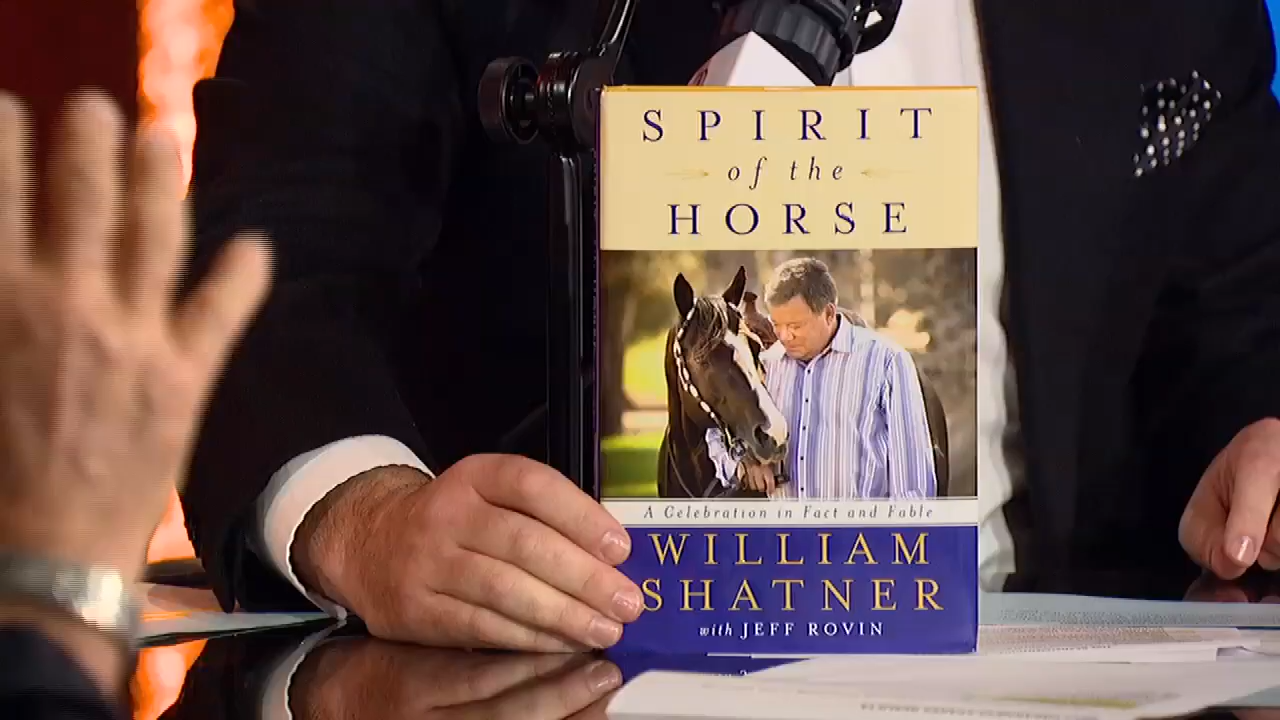 SPIRIT
of the
HORSE
A Celebration in Fact and Fable
WILLIAM
SHATNER
with JEFF ROVIN